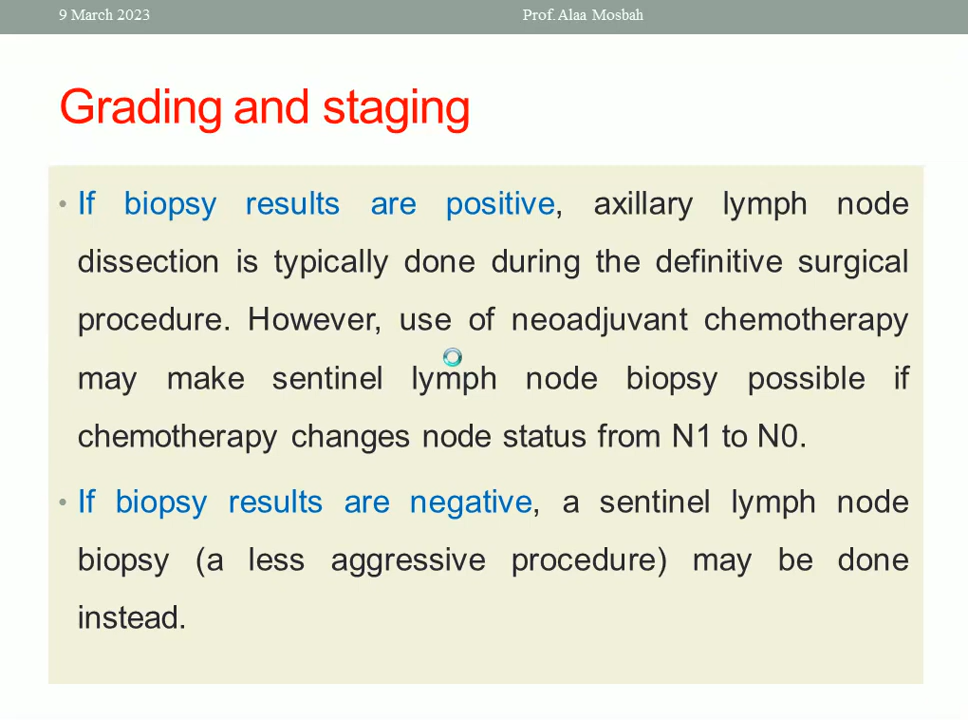 9 March 2023
Prof. Alaa Mosbah
Grading and staging
• If biopsy results are positive, axillary lymph node
dissection is typically done during the definitive surgical
procedure. However, use of neoadjuvant chemotherapy
may make sentinel lymph node biopsy possible if
chemotherapy changes node status from N1 to N0.
• If biopsy results are negative, a sentinel lymph node
biopsy (a less aggressive procedure) may be done
instead.